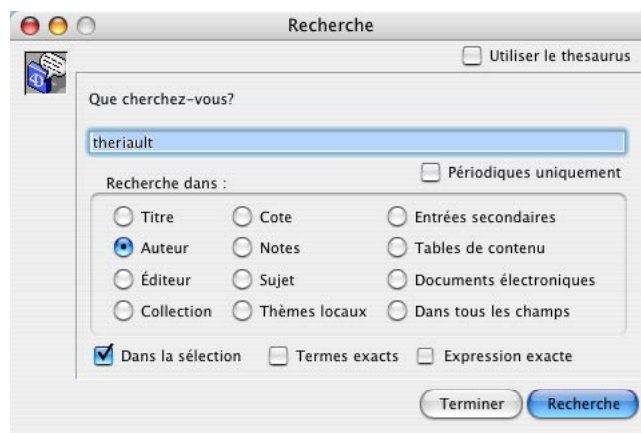 Recherche
Utiliser le thesaurus
Que cherchez-vous?
theriault
Périodiques uniquement
Recherche dans :
Titre Cote Entrées secondaires
Auteur Notes Tables de contenu
Éditeur Sujet Documents électroniques
Collection Thèmes locaux Dans tous les champs
Dans la sélection Termes exacts Expression exacte
Terminer Recherche